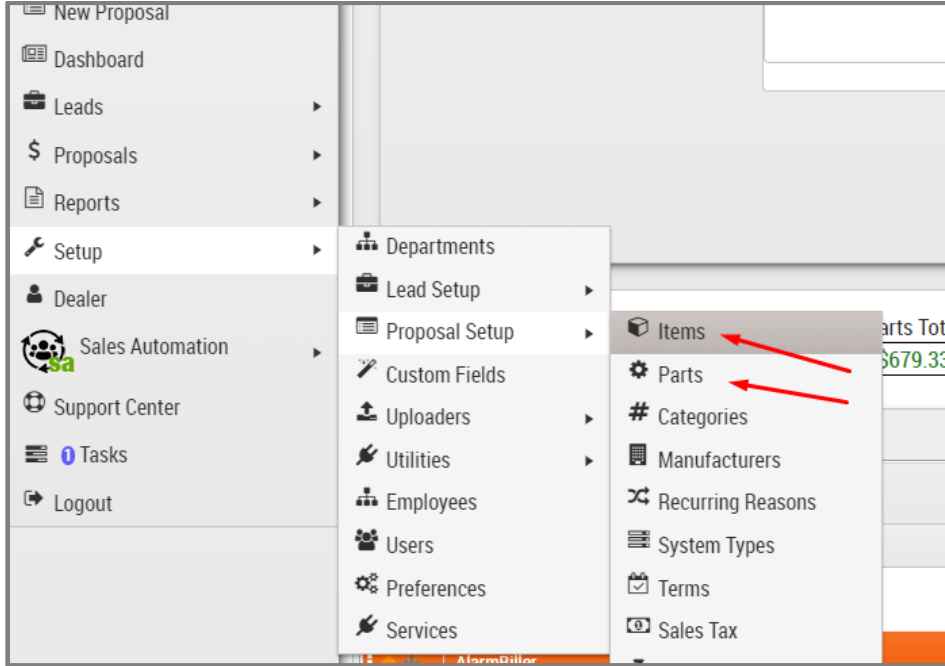 New Proposal
Dashboard
Leads
Proposals
Reports
Setup
Dealer
sa
Sales Automation
Support Center
1 Tasks
Logout
Departments
Lead Setup
Proposal Setup
Custom Fields
Uploaders
Utilities
Employees
Users
Preferences
Services
Items
Parts
Categories
Manufacturers
Recurring Reasons
System Types
Terms
Sales Tax
arts Tot
$679.33
AlarmBiller